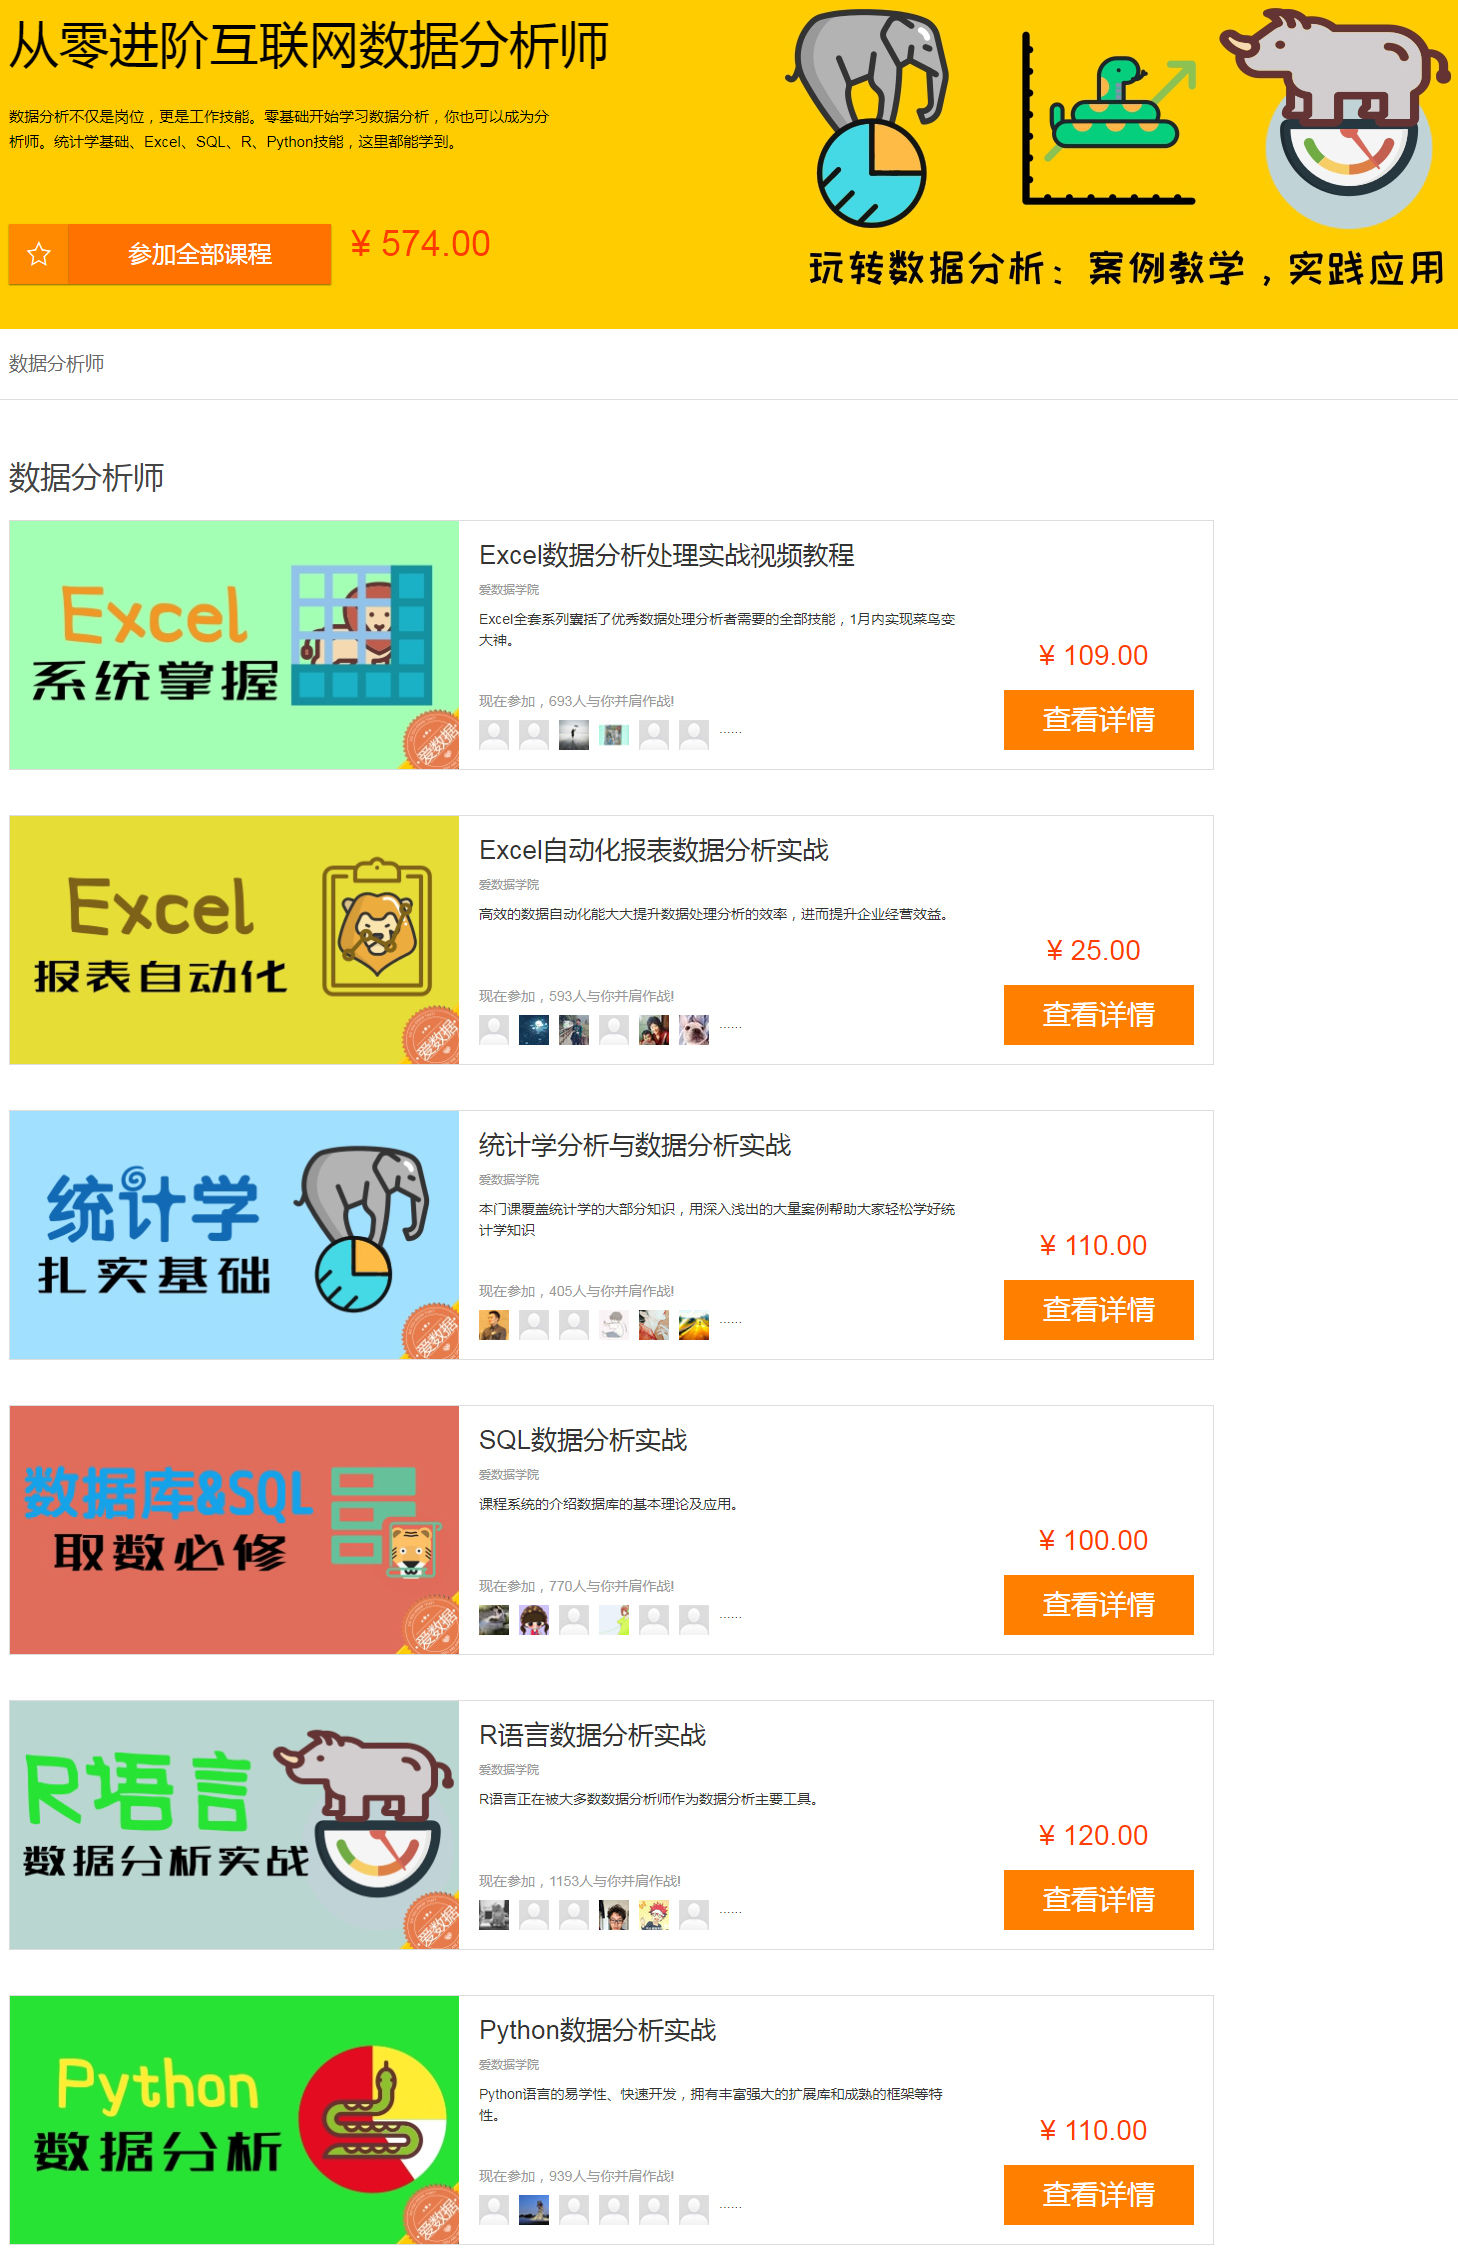 从零进阶互联网数据分析师
数据分析不仅是岗位，更是工作技能。零基础开始学习数据分析，你也可以成为分
析师。统计学基础、Excel、SQL、R、Python技能，这里都能学到。
参加全部课程
¥ 574.00
玩转数据分析：案例教学，实践应用
数据分析师
数据分析师
Excel
系统掌握
爱数据
Excel数据分析处理实战视频教程
爱数据学院
Excel全套系列囊括了优秀数据处理分析者需要的全部技能，1月内实现菜鸟变
大神。
¥ 109.00
现在参加，693人与你并肩作战!
......
查看详情
Excel
报表自动化
爱数据
Excel自动化报表数据分析实战
爱数据学院
高效的数据自动化能大大提升数据处理分析的效率，进而提升企业经营效益。
¥ 25.00
现在参加，593人与你并肩作战!
......
查看详情
统计学
扎实基础
爱数据
统计学分析与数据分析实战
爱数据学院
本门课覆盖统计学的大部分知识，用深入浅出的大量案例帮助大家轻松学好统
计学知识
¥ 110.00
现在参加，405人与你并肩作战!
......
查看详情
数据库&SQL
取数必修
爱数据
SQL数据分析实战
爱数据学院
课程系统的介绍数据库的基本理论及应用。
¥ 100.00
现在参加，770人与你并肩作战!
......
查看详情
R语言
数据分析实战
爱数据
R语言数据分析实战
爱数据学院
R语言正在被大多数数据分析师作为数据分析主要工具。
¥ 120.00
现在参加，1153人与你并肩作战!
......
查看详情
Python
数据分析
爱数据
Python数据分析实战
爱数据学院
Python语言的易学性、快速开发，拥有丰富强大的扩展库和成熟的框架等特
性。
¥ 110.00
现在参加，939人与你并肩作战!
......
查看详情